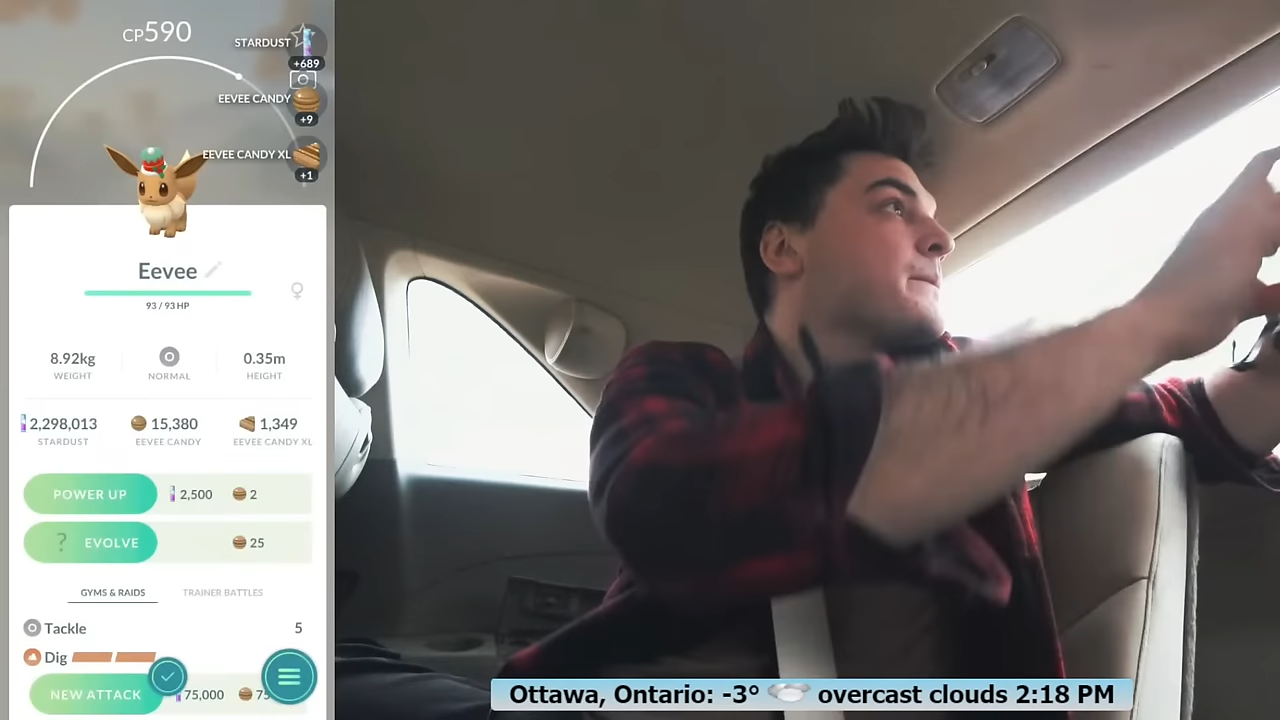 CP590
STARDUST
+689
EEVEE CANDY
+9
EEVEE CANDY XL
+1
Eevee
93 / 93 HP
8.92kg
WEIGHT
NORMAL
0.35m
HEIGHT
2,298,013
STARDUST
15,380
EEVEE CANDY
1,349
EEVEE CANDY XL
POWER UP 2,500 2
? EVOLVE 25
GYMS & RAIDS TRAINER BATTLES
Tackle 5
Dig
NEW ATTACK 75,000
Ottawa, Ontario: -3° overcast clouds 2:18 PM